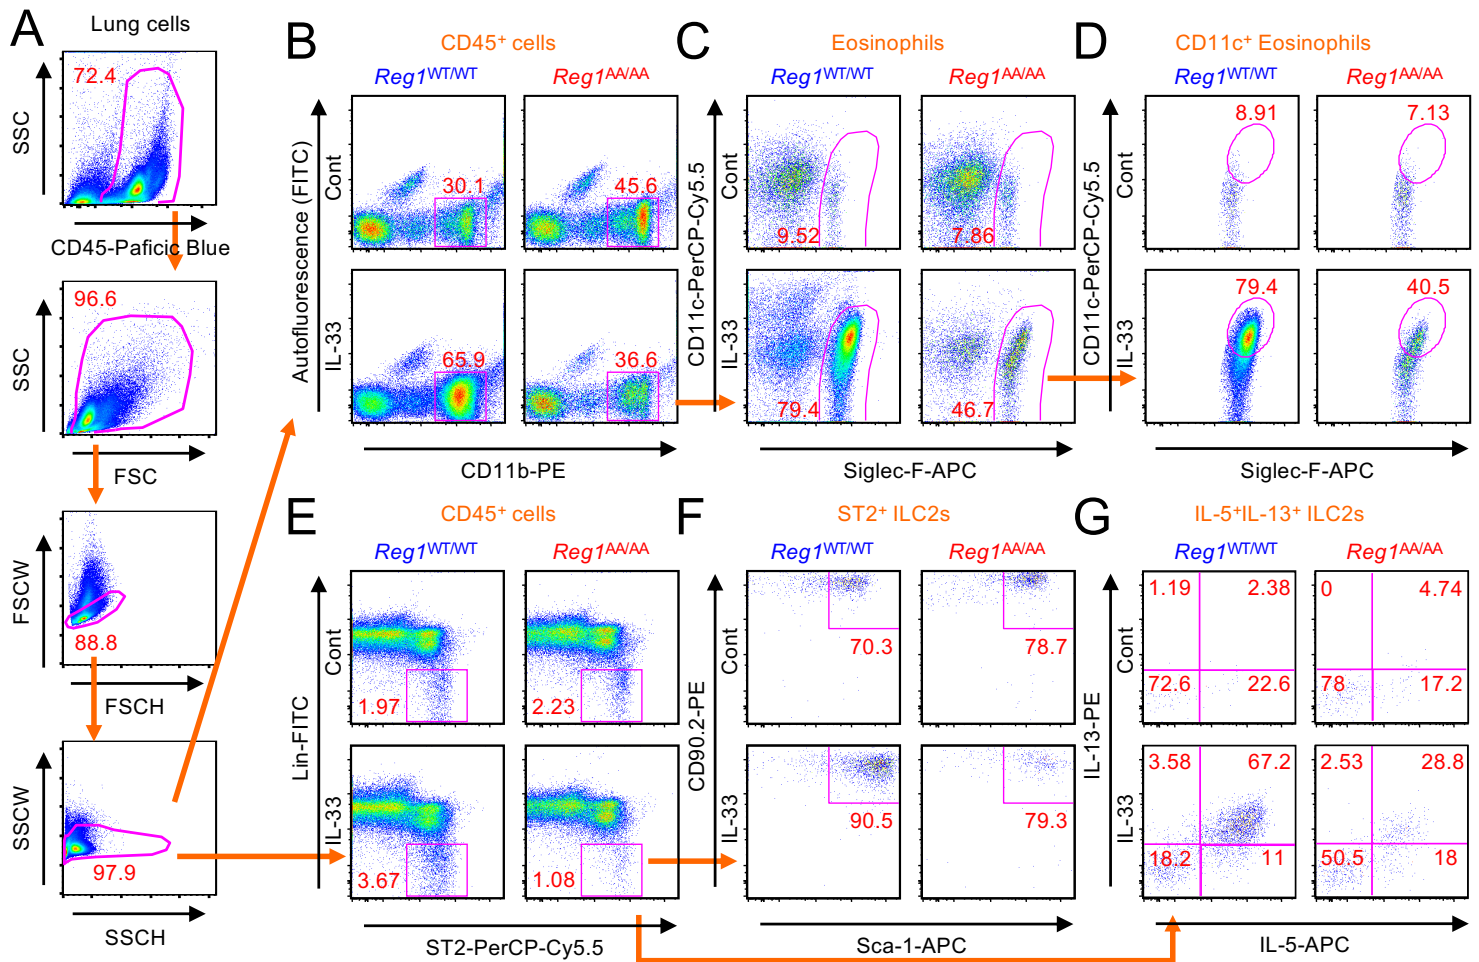 A
Lung cells
72.4
SSC
CD45-Paficic Blue
96.6
SSC
FSC
FSCW
88.8
FSCH
SSCW
97.9
SSCH
B
CD45⁺ cells
Reg1WT/WT
Reg1AA/AA
Autofluorescence (FITC)
Cont
30.1
45.6
IL-33
65.9
36.6
CD11b-PE
C
Eosinophils
Reg1WT/WT
Reg1AA/AA
CD11c-PerCP-Cy5.5
Cont
9.52
7.86
IL-33
79.4
46.7
Siglec-F-APC
D
CD11c⁺ Eosinophils
Reg1WT/WT
Reg1AA/AA
CD11c-PerCP-Cy5.5
Cont
8.91
7.13
IL-33
79.4
40.5
Siglec-F-APC
E
CD45⁺ cells
Reg1WT/WT
Reg1AA/AA
Lin-FITC
Cont
1.97
2.23
IL-33
3.67
1.08
ST2-PerCP-Cy5.5
F
ST2⁺ ILC2s
Reg1WT/WT
Reg1AA/AA
CD90.2-PE
Cont
70.3
78.7
IL-33
90.5
79.3
Sca-1-APC
G
IL-5⁺IL-13⁺ ILC2s
Reg1WT/WT
Reg1AA/AA
IL-13-PE
Cont
1.19 2.38
0 4.74
72.6 22.6
78 17.2
IL-33
3.58 67.2
2.53 28.8
18.2 11
50.5 18
IL-5-APC